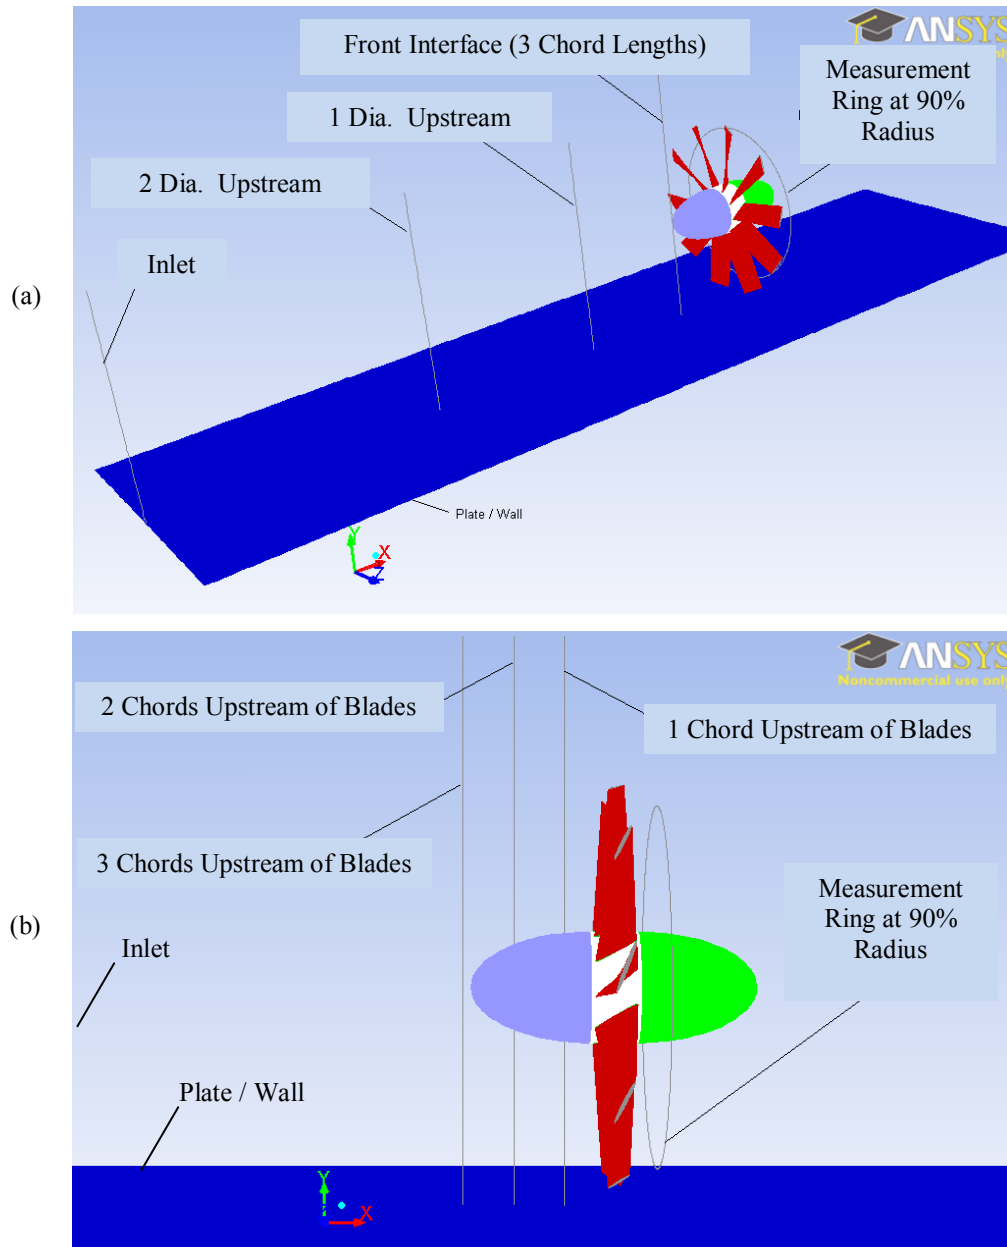 ANSYS
Front Interface (3 Chord Lengths)
Measurement
Ring at 90%
Radius
1 Dia. Upstream
2 Dia. Upstream
Inlet
(a)
Plate / Wall
Y
X
Z
ANSYS
Noncommercial use only
2 Chords Upstream of Blades
1 Chord Upstream of Blades
3 Chords Upstream of Blades
Measurement
Ring at 90%
Radius
(b)
Inlet
Plate / Wall
Y
X